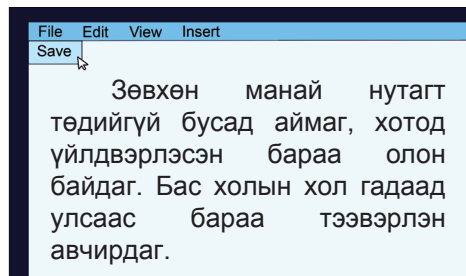 File Edit View Insert
Save
Зөвхөн манай нутагт
төдийгүй бусад аймаг, хотод
үйлдвэрлэсэн бараа олон
байдаг. Бас холын хол гадаад
улсаас бараа тээвэрлэн
авчирдаг.